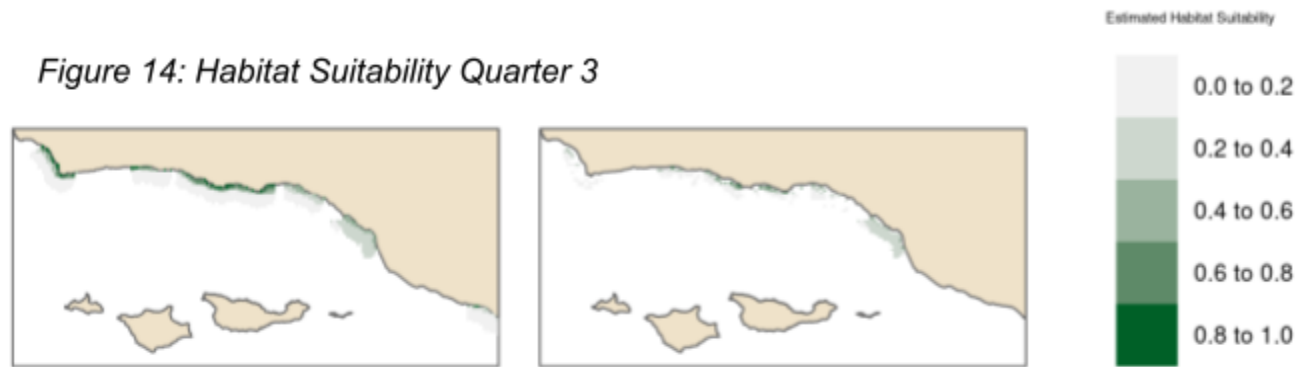 Estimated Habitat Suitability
Figure 14: Habitat Suitability Quarter 3
0.0 to 0.2
0.2 to 0.4
0.4 to 0.6
0.6 to 0.8
0.8 to 1.0